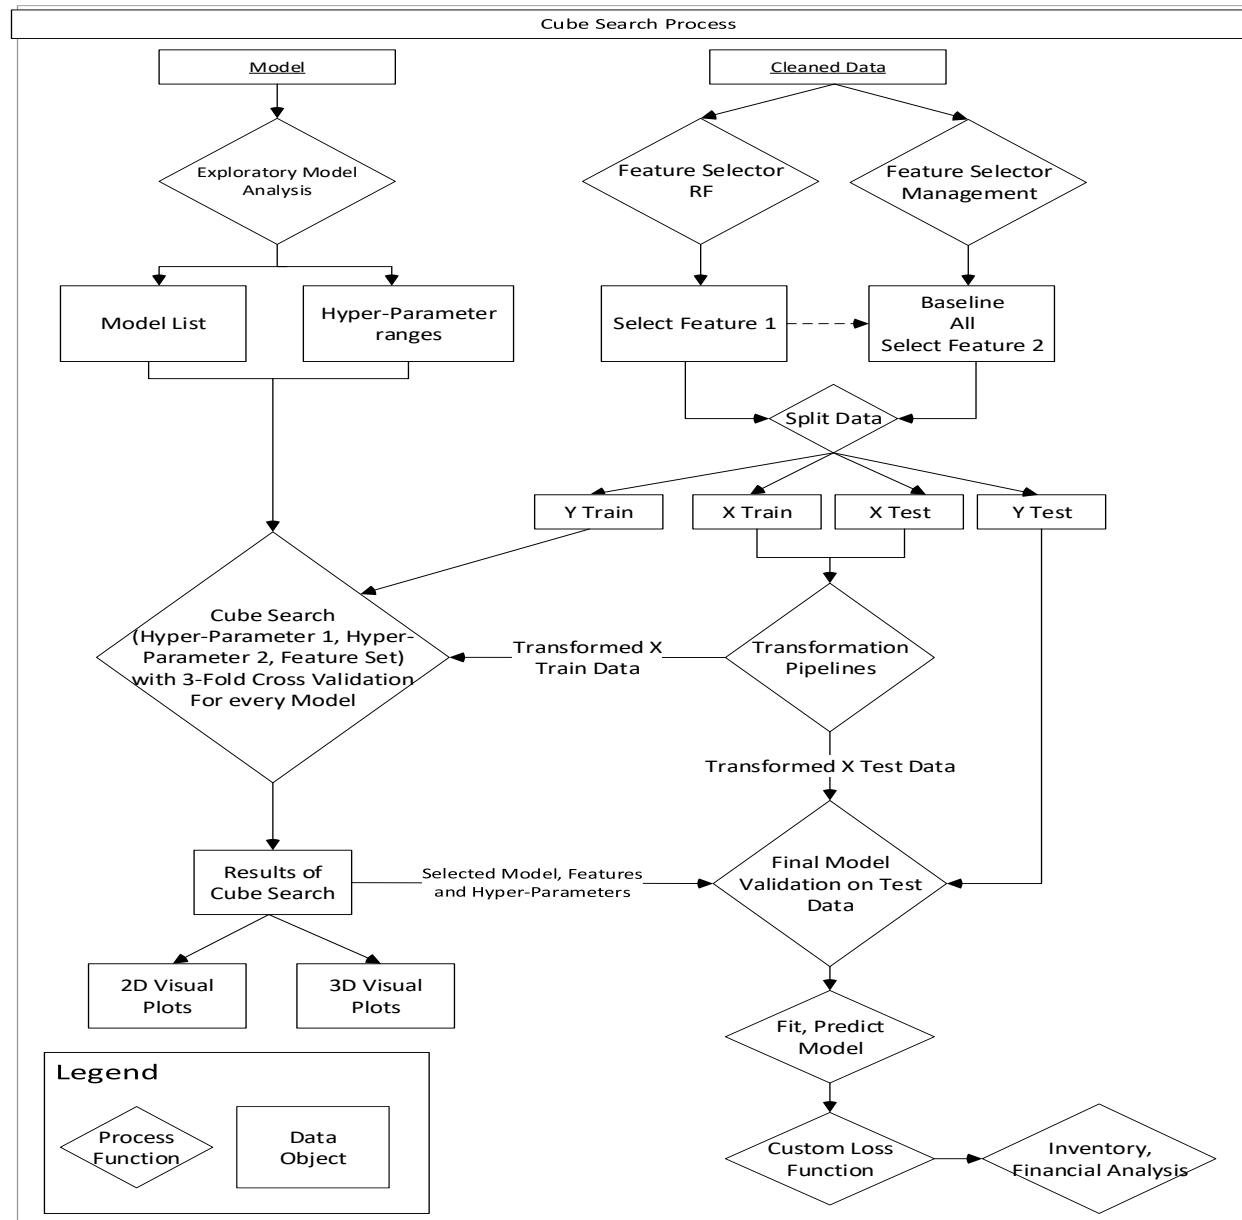 Cube Search Process
Model
Cleaned Data
Exploratory Model
Analysis
Feature Selector
RF
Feature Selector
Management
Model List
Hyper-Parameter
ranges
Select Feature 1
Baseline
All
Select Feature 2
Split Data
Y Train
X Train
X Test
Y Test
Cube Search
(Hyper-Parameter 1, Hyper-
Parameter 2, Feature Set)
with 3-Fold Cross Validation
For every Model
Transformed X
Train Data
Transformation
Pipelines
Transformed X Test Data
Results of
Cube Search
Selected Model, Features
and Hyper-Parameters
Final Model
Validation on Test
Data
2D Visual
Plots
3D Visual
Plots
Fit, Predict
Model
Legend
Process
Function
Data
Object
Custom Loss
Function
Inventory,
Financial Analysis